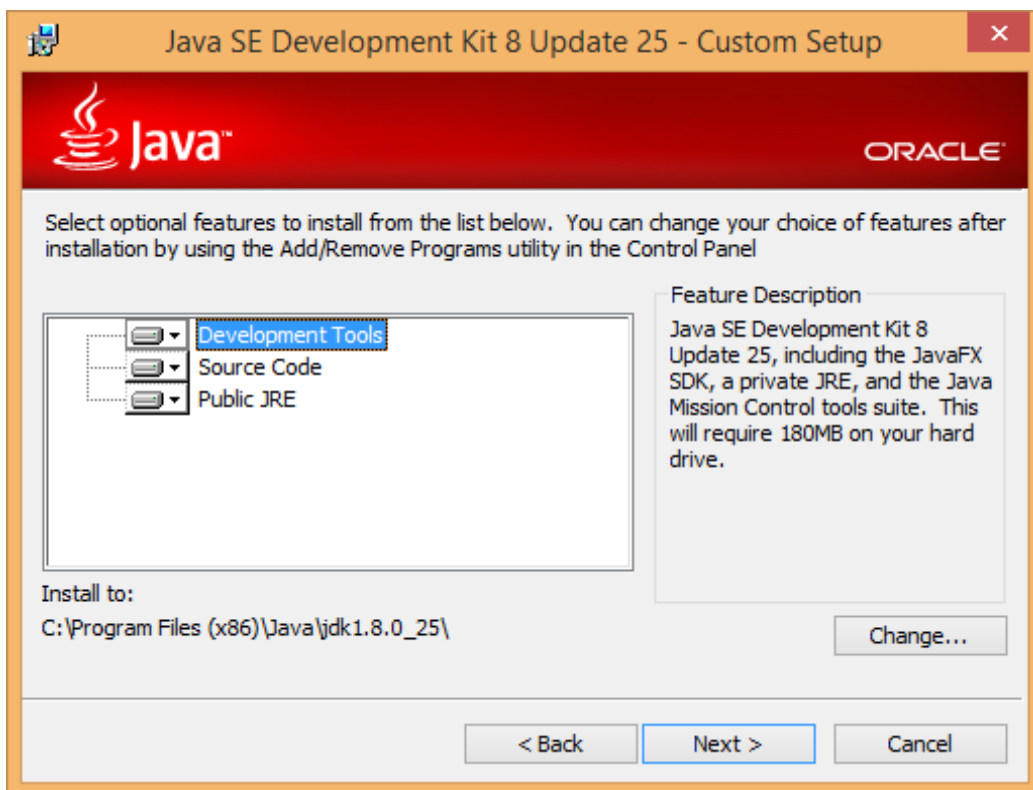 Java SE Development Kit 8 Update 25 - Custom Setup
Java™
ORACLE
Select optional features to install from the list below.  You can change your choice of features after
installation by using the Add/Remove Programs utility in the Control Panel
Development Tools
Source Code
Public JRE
Feature Description
Java SE Development Kit 8
Update 25, including the JavaFX
SDK, a private JRE, and the Java
Mission Control tools suite.  This
will require 180MB on your hard
drive.
Install to:
C:\Program Files (x86)\Java\jdk1.8.0_25\
Change...
< Back
Next >
Cancel